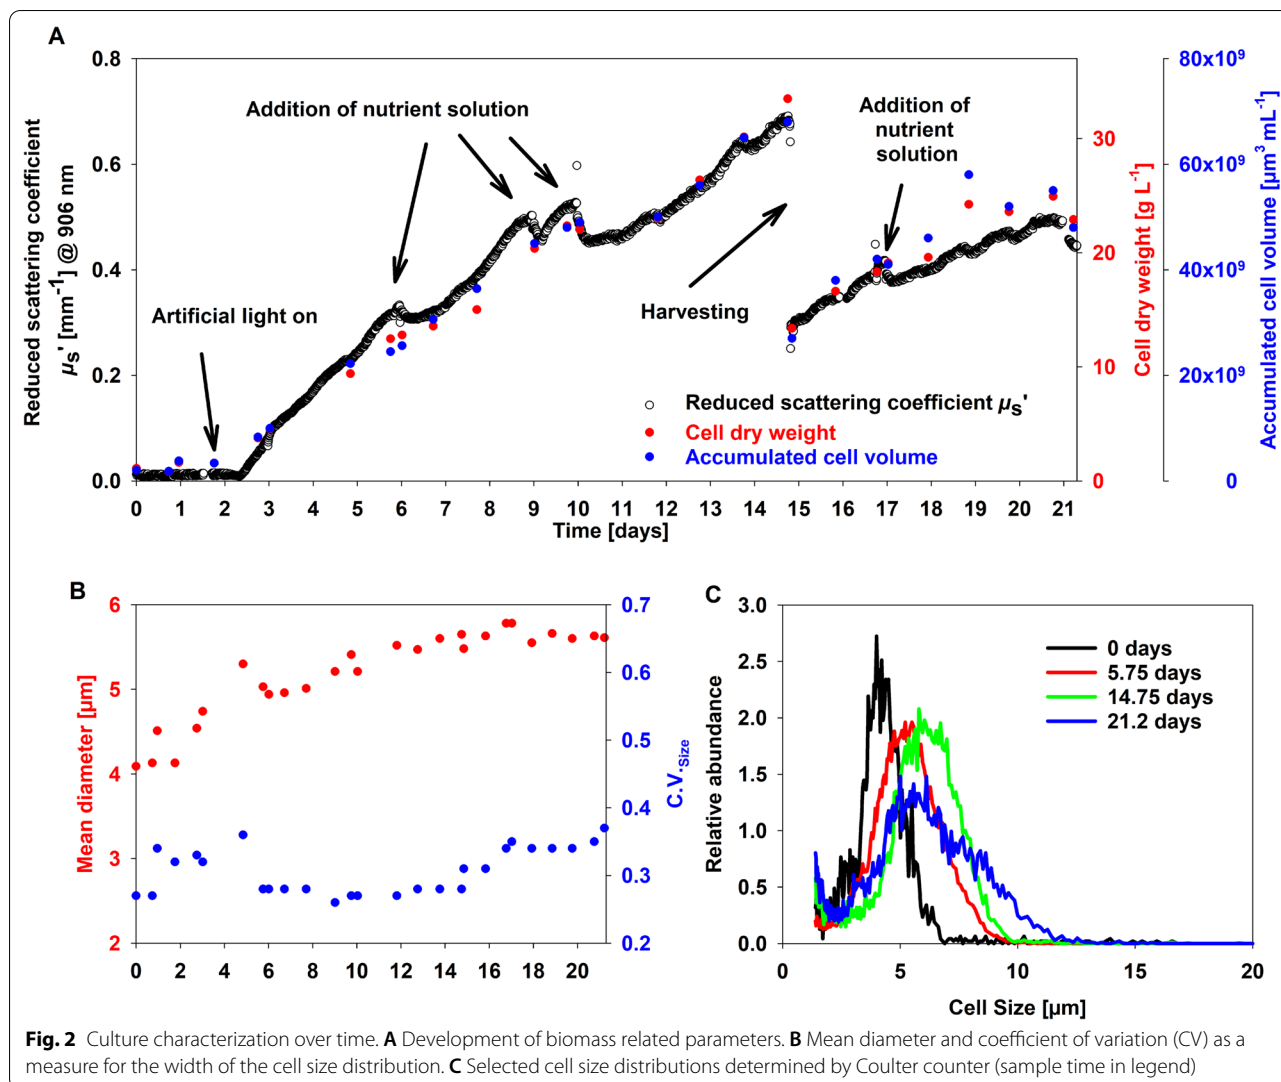 A
Reduced scattering coefficient
µs' [mm-1] @ 906 nm
0.8
0.6
0.4
0.2
0.0
Addition of nutrient solution
Artificial light on
Harvesting
Addition of
nutrient
solution
Reduced scattering coefficient µs'
Cell dry weight
Accumulated cell volume
0 1 2 3 4 5 6 7 8 9 10 11 12 13 14 15 16 17 18 19 20 21
Time [days]
30
20
10
0
Cell dry weight [g L-1]
80x10⁹
60x10⁹
40x10⁹
20x10⁹
0
Accumulated cell volume [µm³ mL-1]
B
Mean diameter [µm]
6
5
4
3
2
0 2 4 6 8 10 12 14 16 18 20
0.7
0.6
0.5
0.4
0.3
0.2
C.V.Size
C
Relative abundance
3.0
2.5
2.0
1.5
1.0
0.5
0.0
0 days
5.75 days
14.75 days
21.2 days
0 5 10 15 20
Cell Size [µm]
Fig. 2 Culture characterization over time. A Development of biomass related parameters. B Mean diameter and coefficient of variation (CV) as a
measure for the width of the cell size distribution. C Selected cell size distributions determined by Coulter counter (sample time in legend)